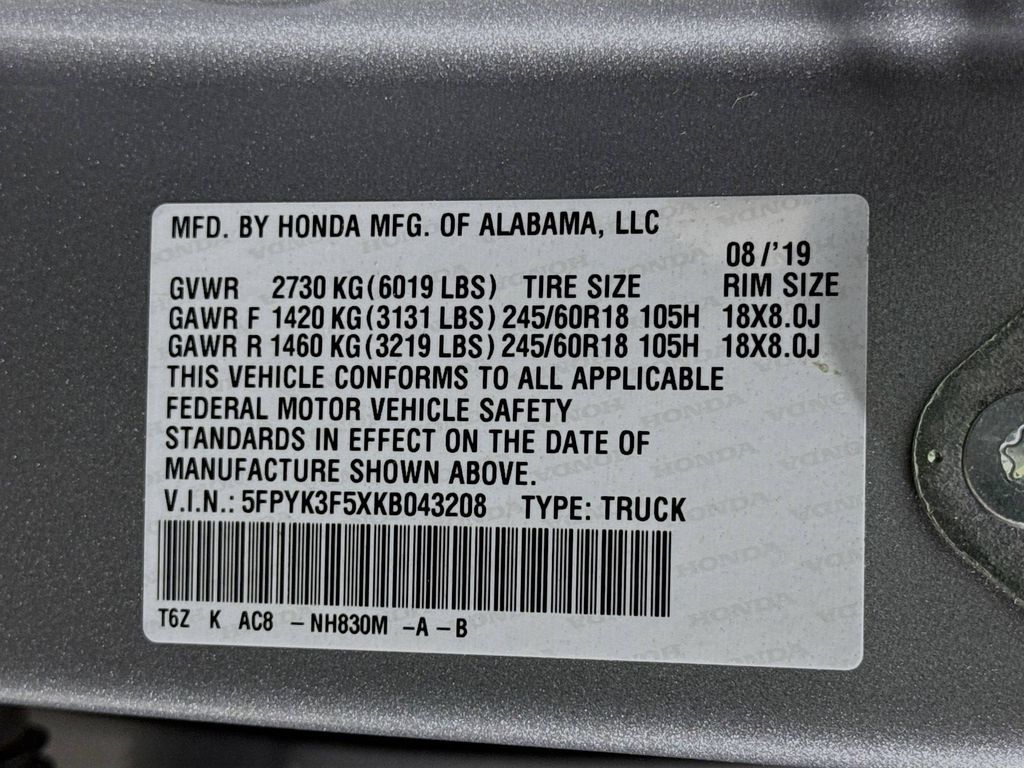 MFD. BY HONDA MFG. OF ALABAMA, LLC
08/'19
GVWR 2730 KG(6019 LBS) TIRE SIZE RIM SIZE
GAWR F 1420 KG(3131 LBS) 245/60R18 105H 18X8.0J
GAWR R 1460 KG(3219 LBS) 245/60R18 105H 18X8.0J
THIS VEHICLE CONFORMS TO ALL APPLICABLE
FEDERAL MOTOR VEHICLE SAFETY
STANDARDS IN EFFECT ON THE DATE OF
MANUFACTURE SHOWN ABOVE.
V.I.N.: 5FPYK3F5XKB043208 TYPE: TRUCK
T6Z K AC8 -NH830M -A-B